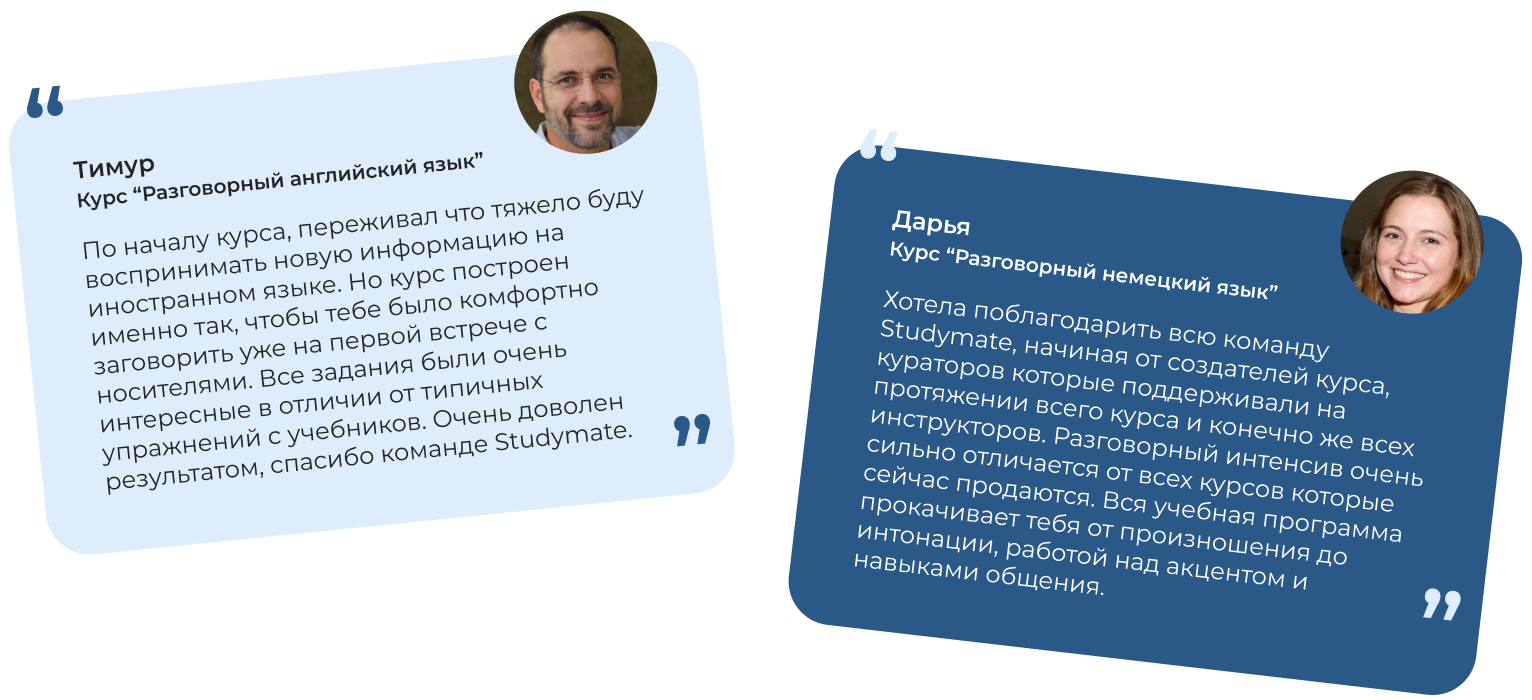 Тимур
Курс “Разговорный английский язык”
По началу курса, переживал что тяжело буду
воспринимать новую информацию на
иностранном языке. Но курс построен
именно так, чтобы тебе было комфортно
заговорить уже на первой встрече с
носителями. Все задания были очень
интересные в отличии от типичных
упражнений с учебников. Очень доволен
результатом, спасибо команде Studymate.
Дарья
Курс “Разговорный немецкий язык”
Хотела поблагодарить всю команду
Studymate, начиная от создателей курса,
кураторов которые поддерживали на
протяжении всего курса и конечно же всех
инструкторов. Разговорный интенсив очень
сильно отличается от всех курсов которые
сейчас продаются. Вся учебная программа
прокачивает тебя от произношения до
интонации, работой над акцентом и
навыками общения.